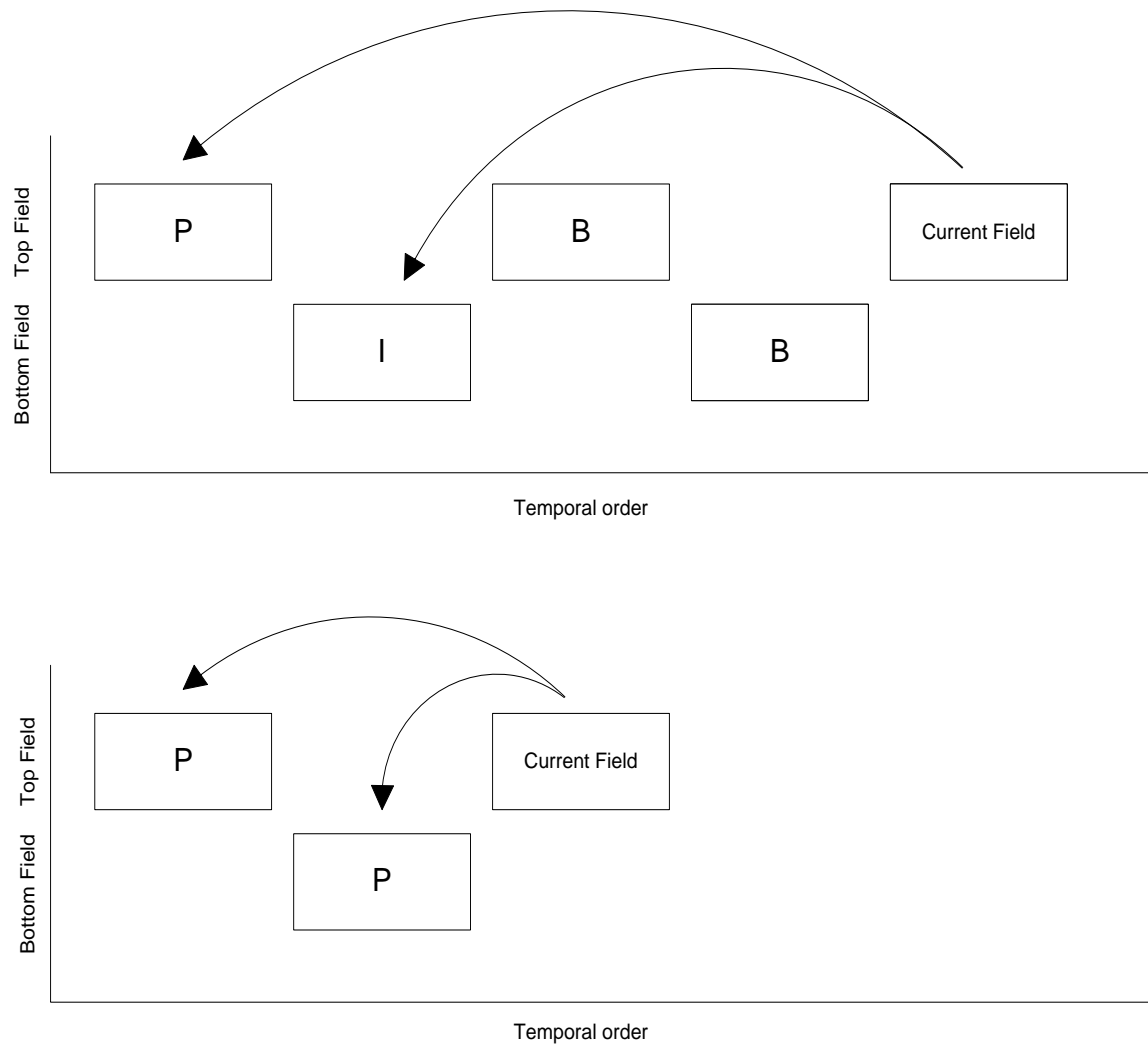 Top Field
P
B
Current Field
Bottom Field
I
B
Temporal order
Top Field
P
Current Field
Bottom Field
P
Temporal order